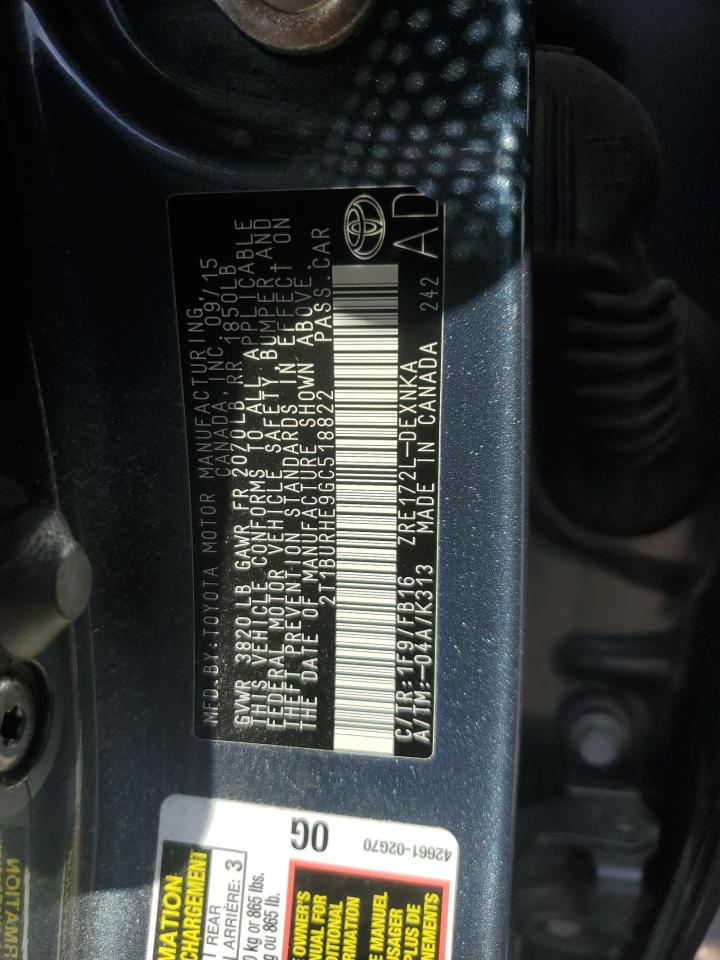 MFD.BY:TOYOTA MOTOR MANUFACTURING,
CANADA, INC. 09/15
GVWR 3820 LB GAWR FR 2070 LB, RR 1850LB
THIS VEHICLE CONFORMS TO ALL APPLICABLE
FEDERAL MOTOR VEHICLE SAFETY, BUMPER, AND
THEFT PREVENTION STANDARDS IN EFFECT ON
THE DATE OF MANUFACTURE SHOWN ABOVE.
2T1BURHE9GC518822 PASS.CAR
C/TR:1F9/FB16 ZRE172L-DEXNKA
A/TM:-04A/K313 MADE IN CANADA 242
AD
0G
42661-02G70
MATION
CHARGEMENT
REAR
ARRIÈRE: 3
kg or 865 lbs.
g ou 865 lb.
OWNER'S
NUAL FOR
DITIONAL
ORMATION
E MANUEL
USAGER
PLUS DE
NEMENTS